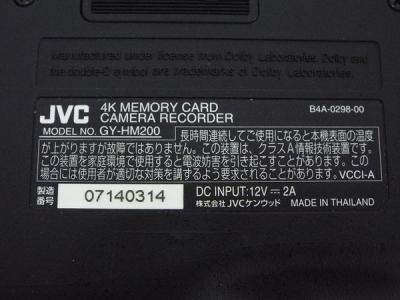 Manufactured under license from Dolby Laboratories. Dolby and
the double-D symbol are trademarks of Dolby Laboratories.
JVC 4K MEMORY CARD
CAMERA RECORDER
B4A-0298-00
MODEL NO. GY-HM200
長時間連続してご使用になると本機表面の温度
が上がりますが故障ではありません。この装置は、クラスA情報技術装置です。
この装置を家庭環境で使用すると電波妨害を引き起こすことがあります。この
場合には使用者が適切な対策を講ずるよう要求されることがあります。VCCI-A
製造番号 07140314
DC INPUT:12V⎓2A
株式会社JVCケンウッド MADE IN THAILAND